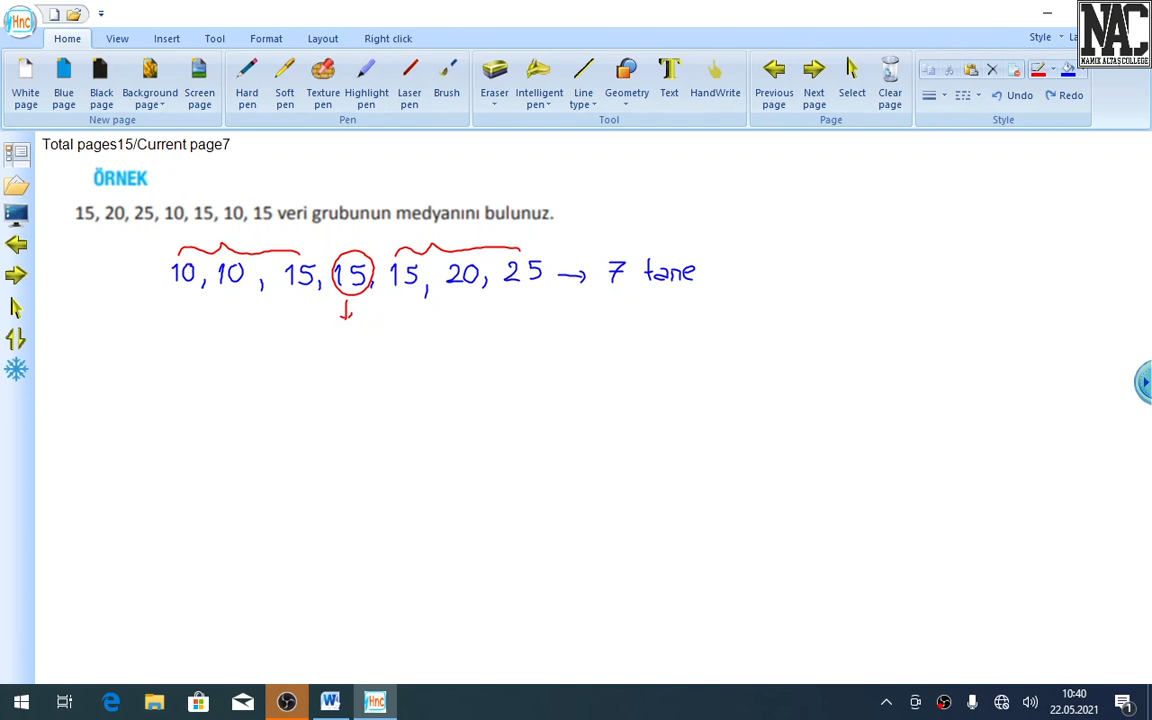 Hnc
NAC
NAMIK ALTAS COLLEGE
Home View Insert Tool Format Layout Right click Style
White page Blue page Black page Background page Screen page Hard pen Soft pen Texture pen Highlight pen Laser pen Brush Eraser Intelligent pen Line type Geometry Text HandWrite Previous page Next page Select Clear page Undo Redo
New page Pen Tool Page Style
Total pages15/Current page7
ÖRNEK
15, 20, 25, 10, 15, 10, 15 veri grubunun medyanını bulunuz.
10, 10, 15, 15, 15, 20, 25 → 7 tane
↓
Hnc
10:40
22.05.2021
1